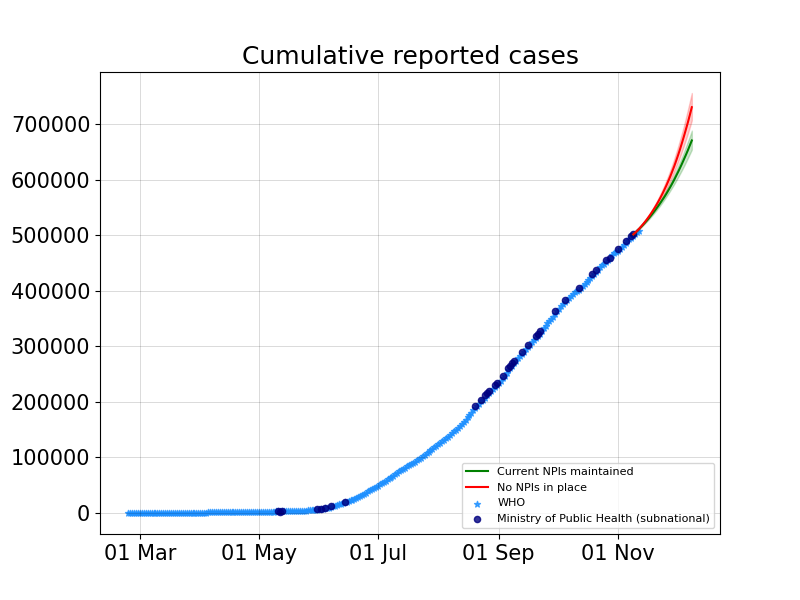 Cumulative reported cases
700000
600000
500000
400000
300000
200000
100000
0
01 Mar
01 May
01 Jul
01 Sep
01 Nov
Current NPIs maintained
No NPIs in place
WHO
Ministry of Public Health (subnational)